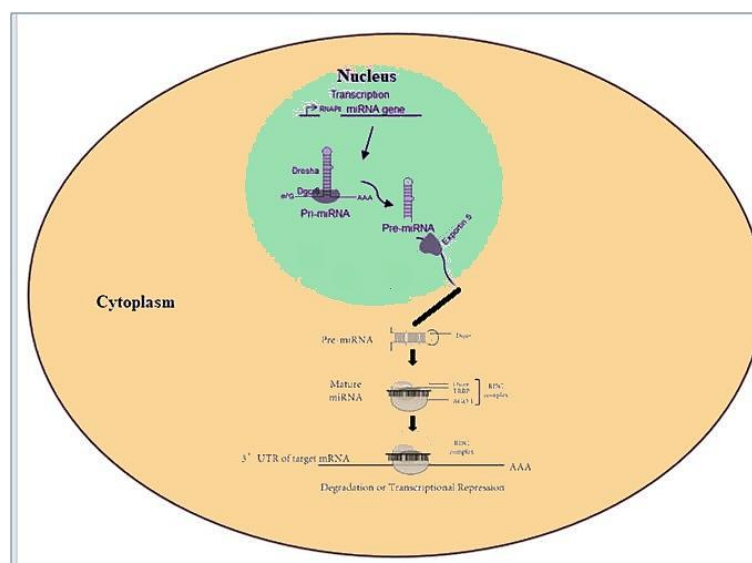 Nucleus
Transcription
RNAPII miRNA gene
Drosha
Dgcr8
m⁷G AAA
Pri-miRNA
Pre-miRNA
Exportin 5
Cytoplasm
Pre-miRNA Dicer
Mature
miRNA
Dicer
TRBP
AGO1
RISC
complex
3' UTR of target mRNA
RISC
complex
AAA
Degradation or Transcriptional Repression